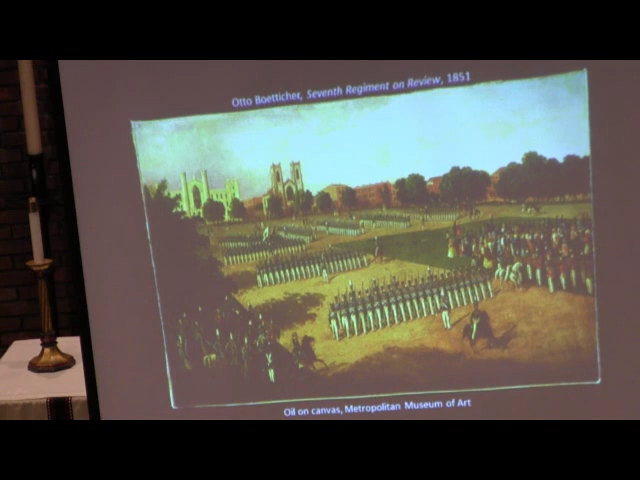 Otto Boetticher, Seventh Regiment on Review, 1851
Oil on canvas, Metropolitan Museum of Art